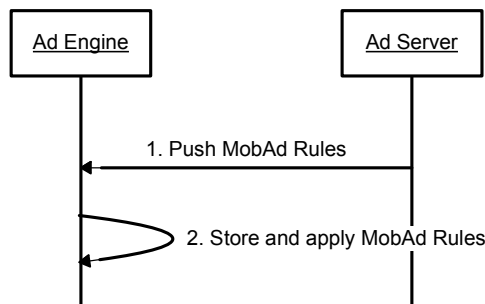 Ad Engine
Ad Server
1. Push MobAd Rules
2. Store and apply MobAd Rules